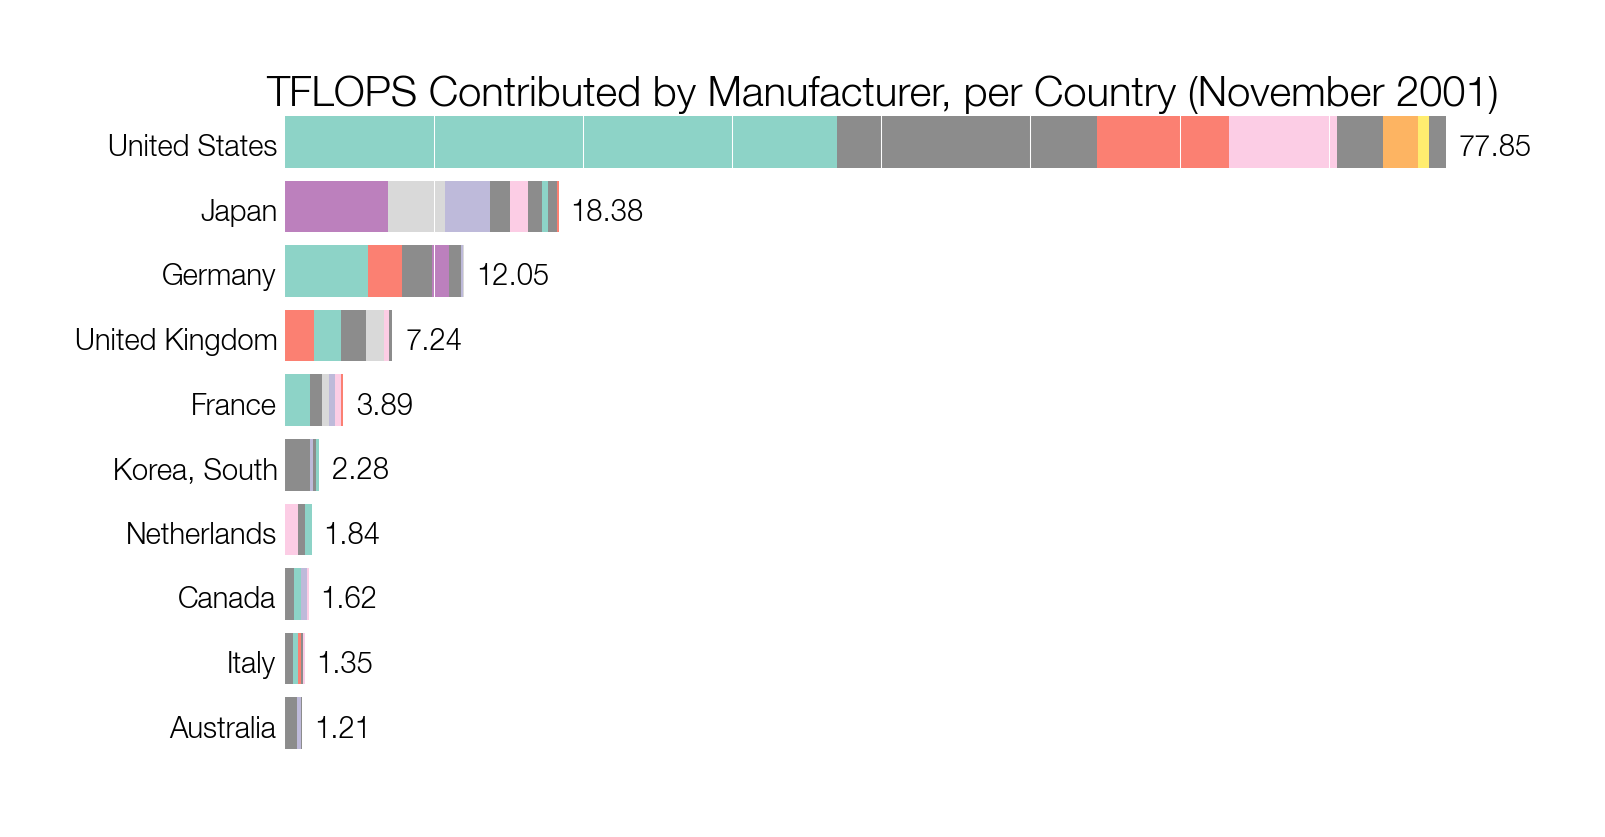 TFLOPS Contributed by Manufacturer, per Country (November 2001)
United States 77.85
Japan 18.38
Germany 12.05
United Kingdom 7.24
France 3.89
Korea, South 2.28
Netherlands 1.84
Canada 1.62
Italy 1.35
Australia 1.21